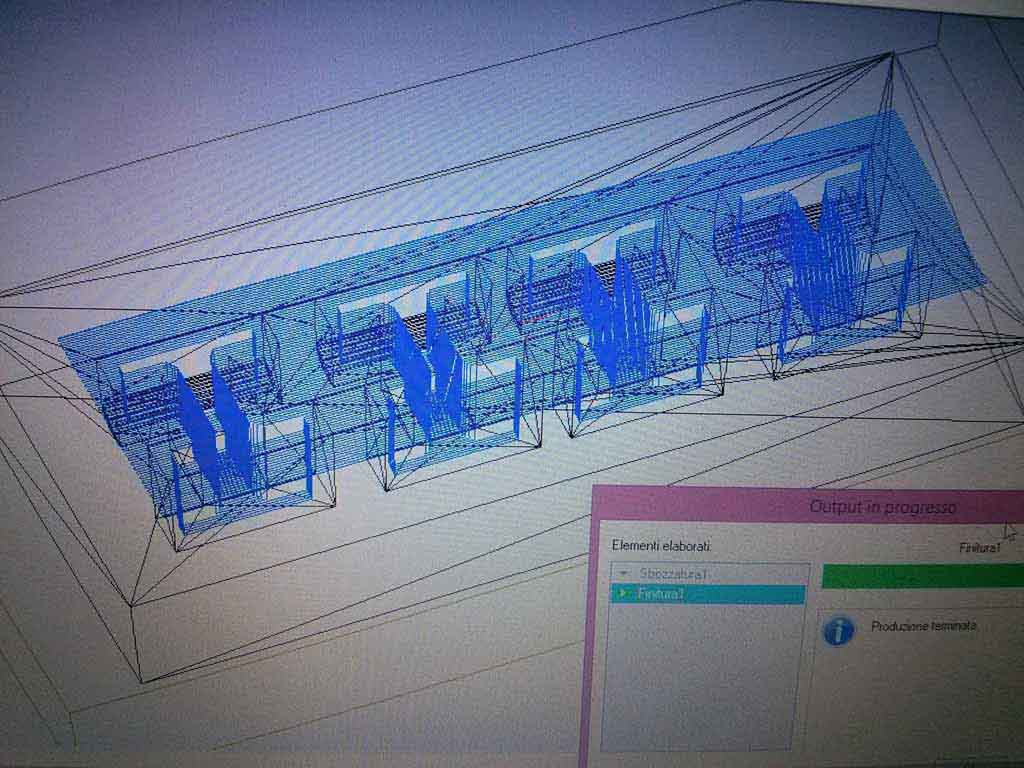 Output in progresso
Elementi elaborati:
Finitura1
Sbozzatura1
Finitura1
Produzione terminata.